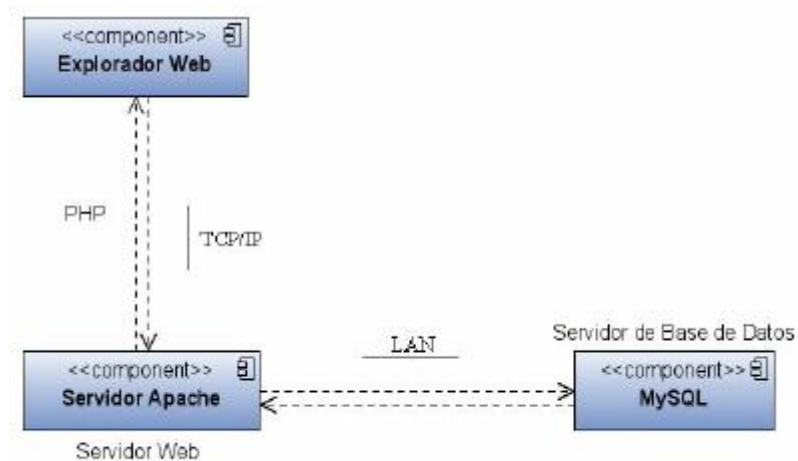 <<component>>
Explorador Web
PHP
TCP/IP
LAN
Servidor de Base de Datos
<<component>>
Servidor Apache
<<component>>
MySQL
Servidor Web